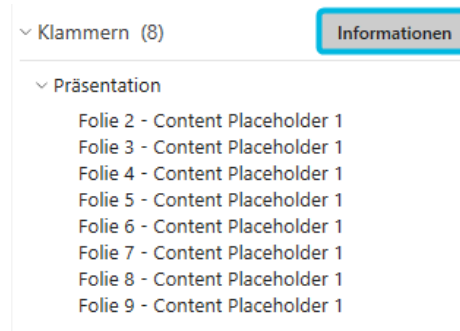 Klammern (8)
Informationen
Präsentation
Folie 2 - Content Placeholder 1
Folie 3 - Content Placeholder 1
Folie 4 - Content Placeholder 1
Folie 5 - Content Placeholder 1
Folie 6 - Content Placeholder 1
Folie 7 - Content Placeholder 1
Folie 8 - Content Placeholder 1
Folie 9 - Content Placeholder 1